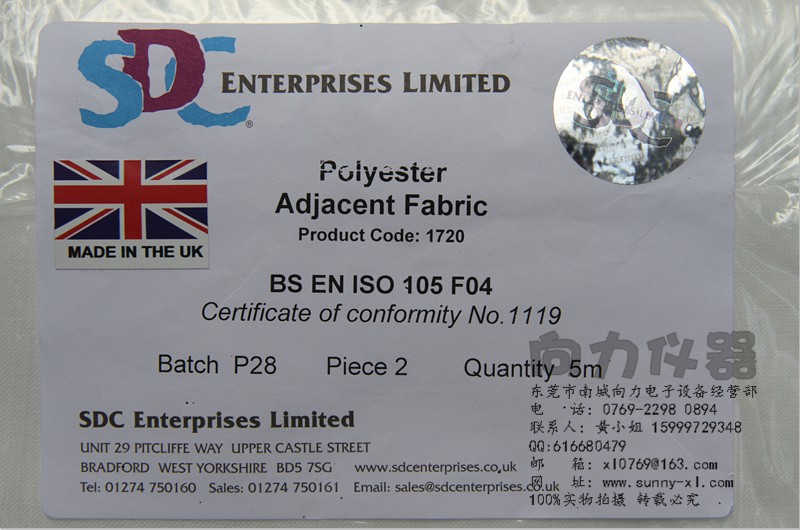 SDC ENTERPRISES LIMITED
®
SDC
Polyester
Adjacent Fabric
Product Code: 1720
MADE IN THE UK
BS EN ISO 105 F04
Certificate of conformity No.1119
向力仪器
Batch P28 Piece 2 Quantity 5m
东莞市南城向力电子设备经营部
电 话: 0769-2298 0894
联系人: 黄小姐 15999729348
QQ:616680479
邮 箱: xl0769@163.com
网 址: www.sunny-xl.com
100%实物拍摄 转载必究
SDC Enterprises Limited
UNIT 29 PITCLIFFE WAY UPPER CASTLE STREET
BRADFORD WEST YORKSHIRE BD5 7SG www.sdcenterprises.co.uk
Tel: 01274 750160 Sales: 01274 750161 Email: sales@sdcenterprises.co.uk